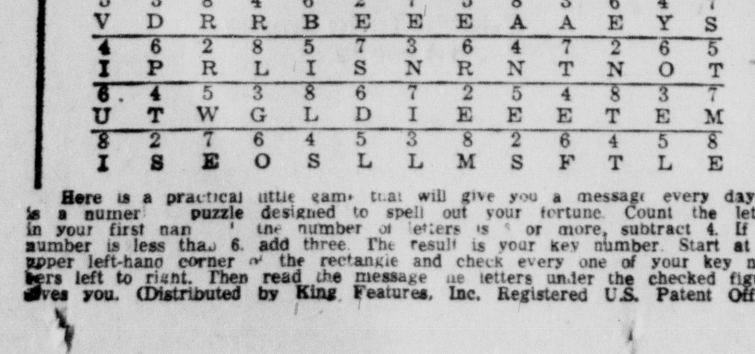 V D R R B E E E A A E Y S
4 6 2 8 5 7 3 6 4 7 2 6 5
I P R L I S N R N T N O T
6 4 5 3 8 6 7 2 5 4 8 3 7
U T W G L D I E E E T E M
8 2 7 6 4 5 3 8 2 6 4 5 8
I S E O S L L M S F T L E
Here is a practical little game that will give you a message every day
is a numer puzzle designed to spell out your fortune. Count the let
in your first nan the number of letters is or more, subtract 4. If
number is less than 6, add three. The result is your key number. Start at
upper left-hand corner of the rectangle and check every one of your key n
bers left to right. Then read the message he letters under the checked fig
gives you. (Distributed by King Features, Inc. Registered U.S. Patent Off